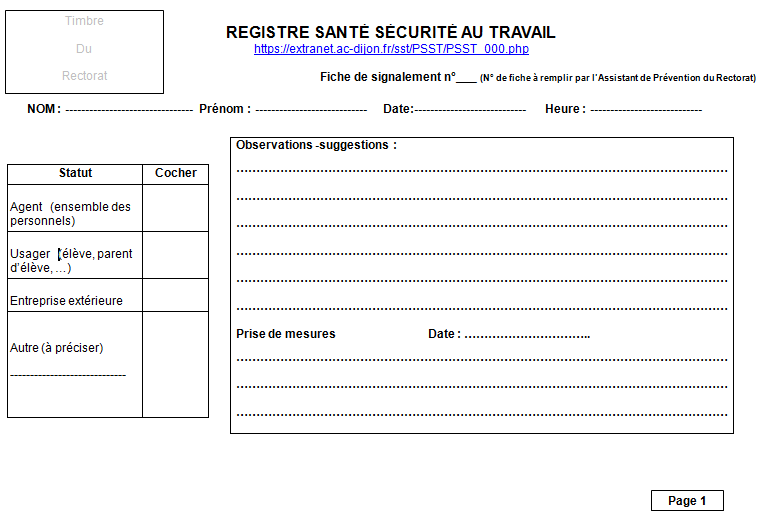 Timbre
Du
Rectorat
REGISTRE SANTÉ SÉCURITÉ AU TRAVAIL
https://extranet.ac-dijon.fr/sst/PSST/PSST_000.php
Fiche de signalement n°___ (N° de fiche à remplir par l'Assistant de Prévention du Rectorat)
NOM : -------------------------------- Prénom : ---------------------------- Date:---------------------------- Heure : ----------------------------
Statut Cocher
Agent (ensemble des
personnels)
Usager (élève, parent
d'élève, …)
Entreprise extérieure
Autre (à préciser)
-----------------------------
Observations -suggestions :
Prise de mesures Date : …………………………..
Page 1